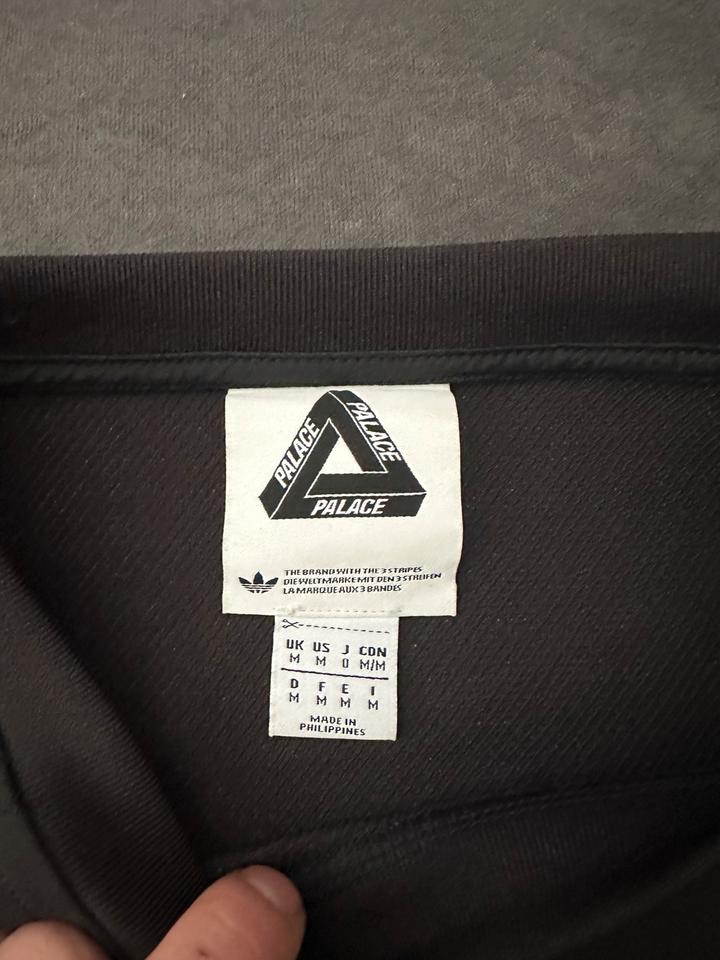 PALACE
PALACE
PALACE
THE BRAND WITH THE 3 STRIPES
DIE WELTMARKE MIT DEN 3 STREIFEN
LA MARQUE AUX 3 BANDES
UK US J CDN
M M O M/M
D F E I
M M M M
MADE IN
PHILIPPINES